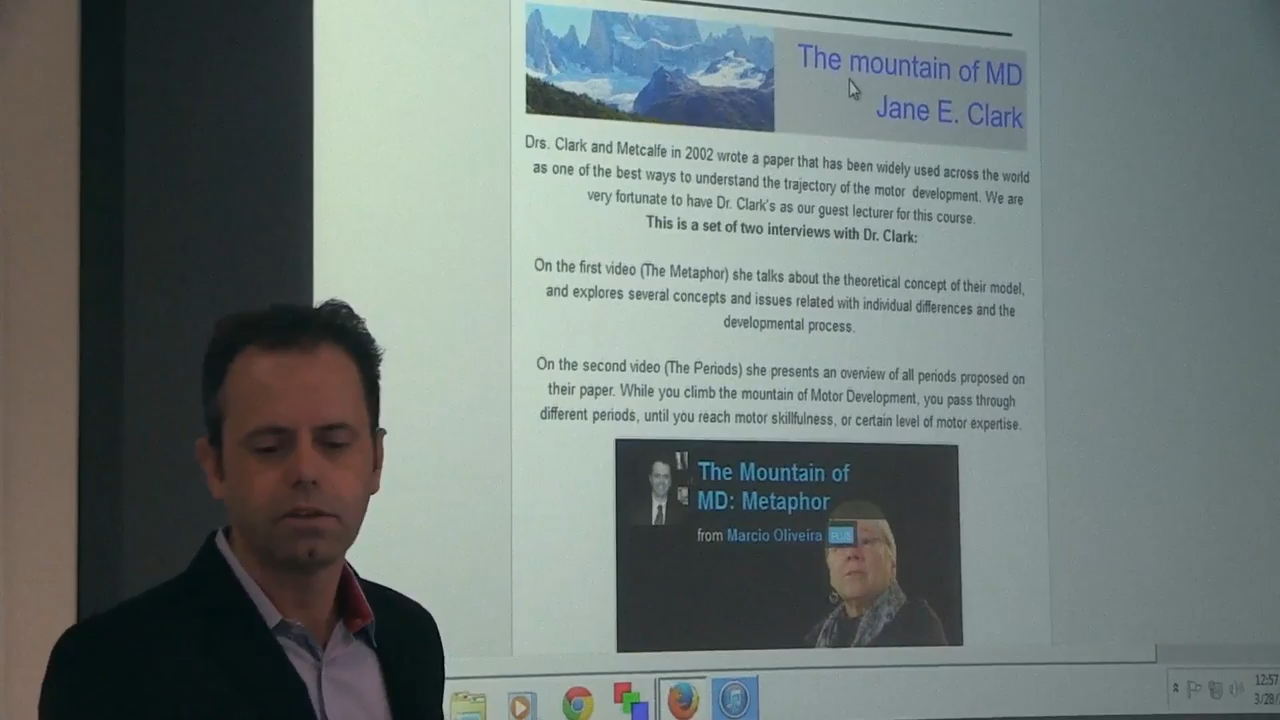 The mountain of MD
Jane E. Clark
Drs. Clark and Metcalfe in 2002 wrote a paper that has been widely used across the world
as one of the best ways to understand the trajectory of the motor development. We are
very fortunate to have Dr. Clark's as our guest lecturer for this course.
This is a set of two interviews with Dr. Clark:
On the first video (The Metaphor) she talks about the theoretical concept of their model,
and explores several concepts and issues related with individual differences and the
developmental process.
On the second video (The Periods) she presents an overview of all periods proposed on
their paper. While you climb the mountain of Motor Development, you pass through
different periods, until you reach motor skillfulness, or certain level of motor expertise.
The Mountain of
MD: Metaphor
from Marcio Oliveira PLUS
12:57
3/28/